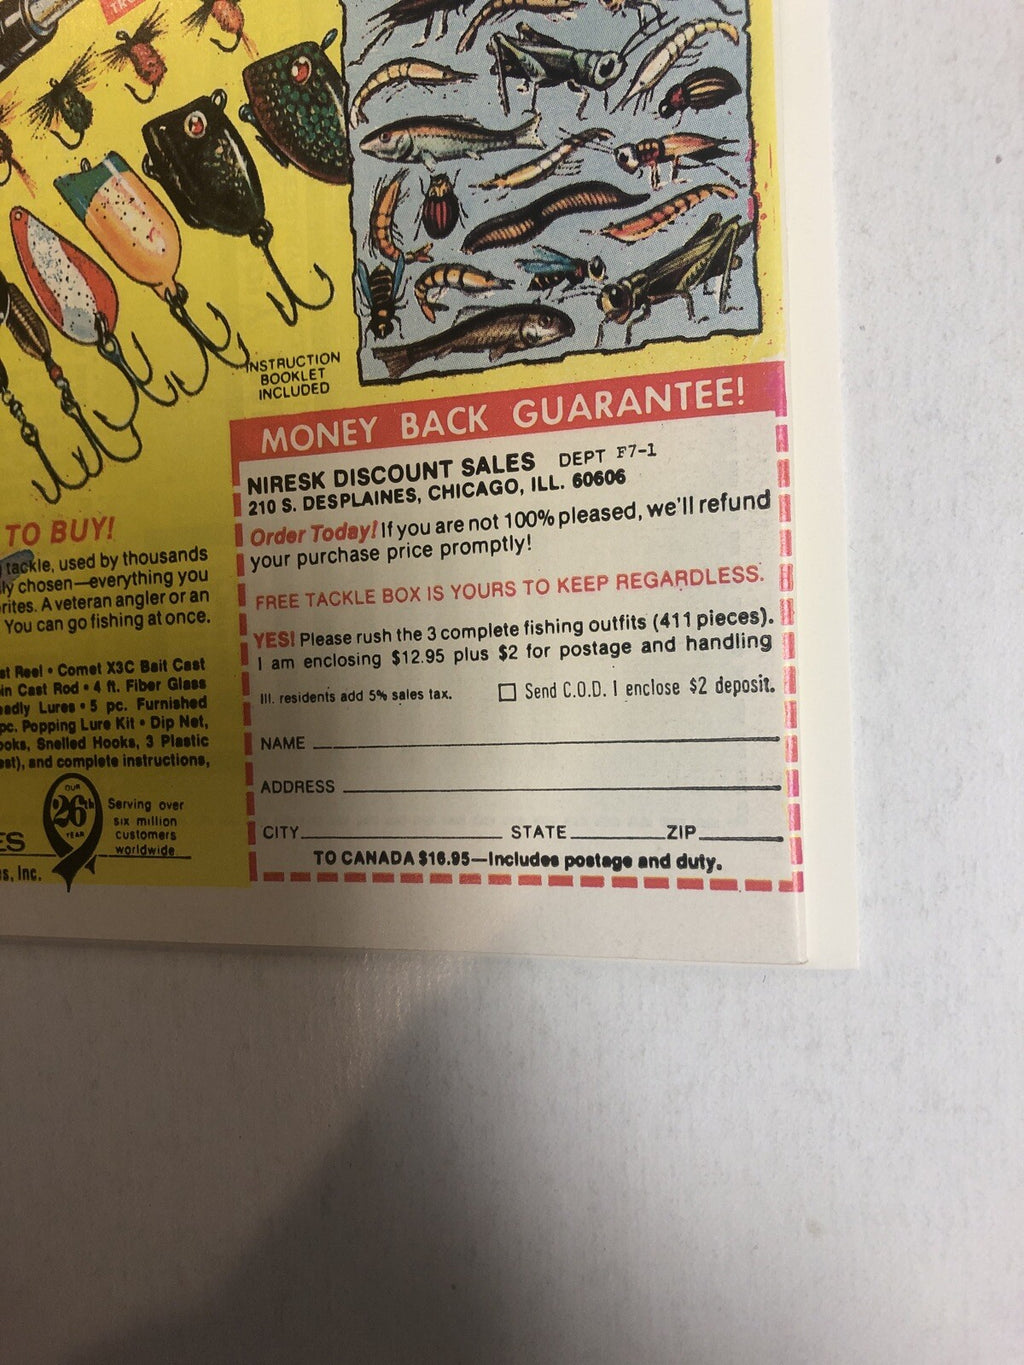 INSTRUCTION
BOOKLET
INCLUDED
MONEY BACK GUARANTEE!
NIRESK DISCOUNT SALES DEPT F7-1
210 S. DESPLAINES, CHICAGO, ILL. 60606
Order Today! If you are not 100% pleased, we'll refund
your purchase price promptly!
FREE TACKLE BOX IS YOURS TO KEEP REGARDLESS.
YES! Please rush the 3 complete fishing outfits (411 pieces).
I am enclosing $12.95 plus $2 for postage and handling
Ill. residents add 5% sales tax. Send C.O.D. I enclose $2 deposit.
NAME
ADDRESS
CITY STATE ZIP
TO CANADA $16.95—Includes postage and duty.
TO BUY!
tackle, used by thousands
chosen—everything you
A veteran angler or an
You can go fishing at once.
Reel • Comet X3C Bait Cast
Cast Rod • 4 ft. Fiber Glass
Lures • 5 pc. Furnished
pc. Popping Lure Kit • Dip Net,
Snelled Hooks, 3 Plastic
and complete instructions,
OUR
26th
YEAR
Serving over
six million
customers
worldwide
Inc.